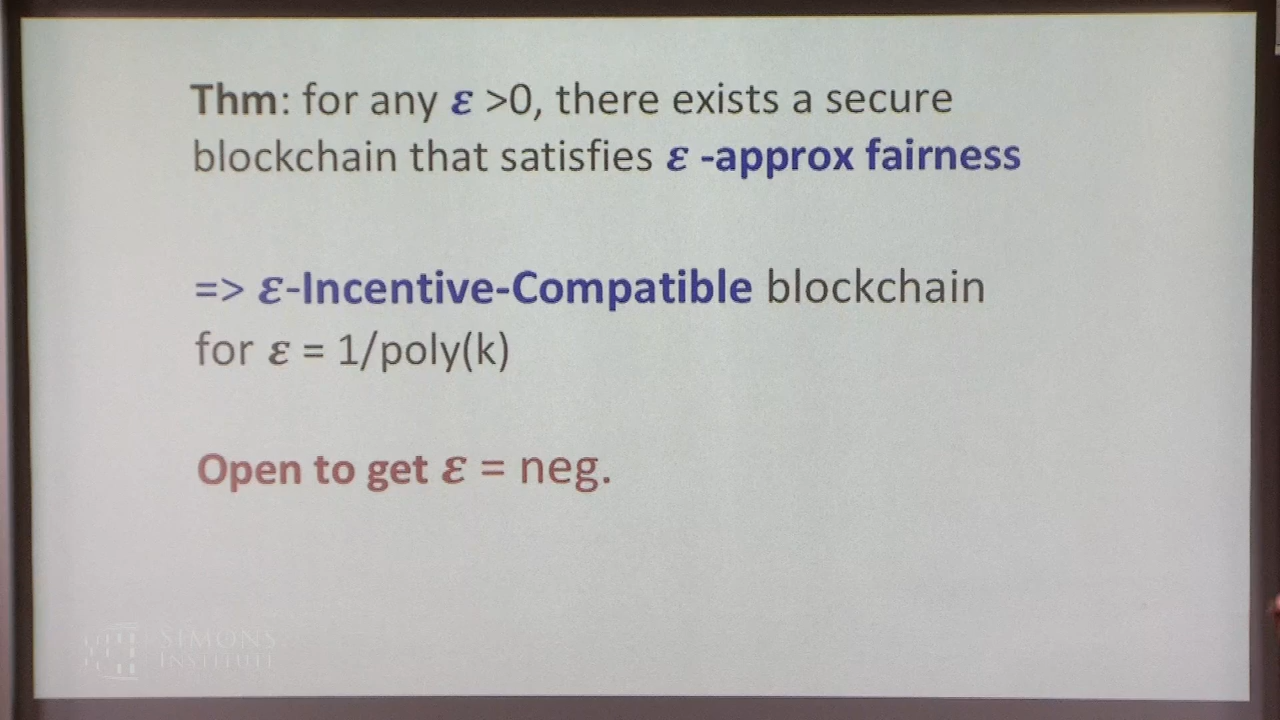 Thm: for any ε >0, there exists a secure
blockchain that satisfies ε -approx fairness
=> ε-Incentive-Compatible blockchain
for ε = 1/poly(k)
Open to get ε = neg.
SIMONS
INSTITUTE